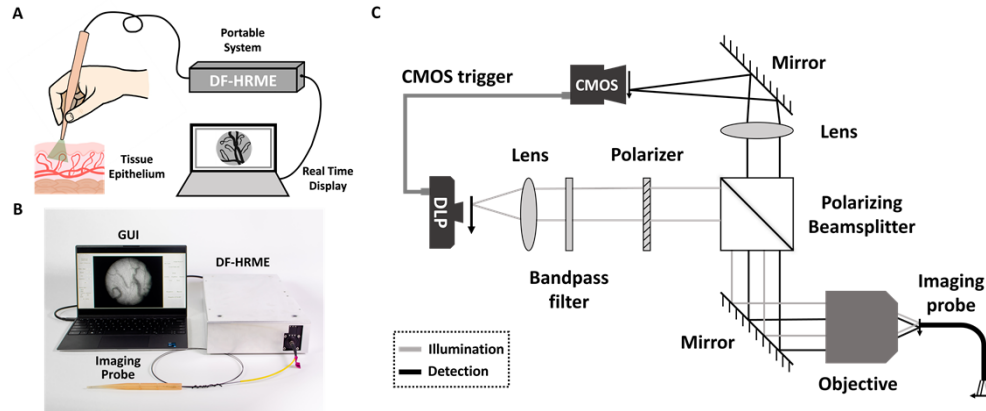 A
Portable
System
DF-HRME
Tissue
Epithelium
Real Time
Display
B
GUI
DF-HRME
Imaging
Probe
C
CMOS trigger
CMOS
Mirror
Lens
Lens
Polarizer
DLP
Polarizing
Beamsplitter
Bandpass
filter
Imaging
probe
Mirror
Objective
Illumination
Detection